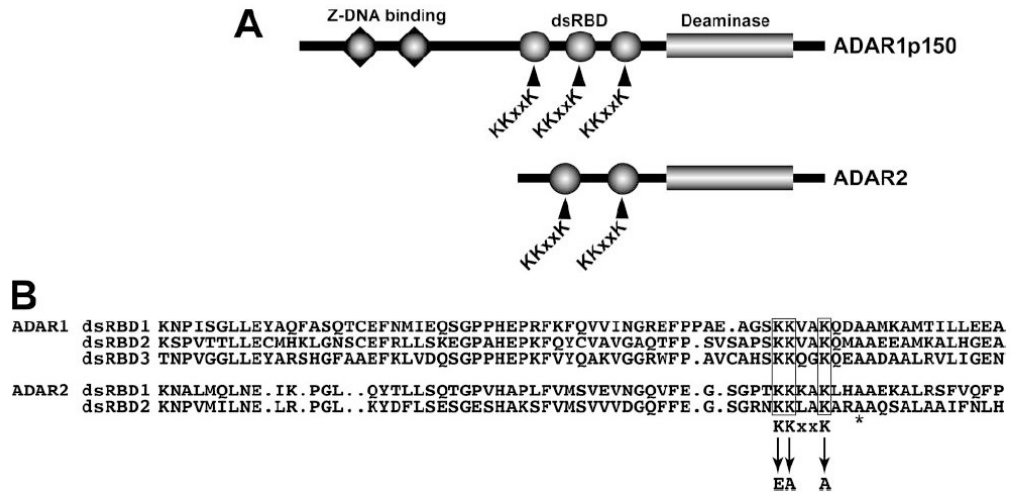 A
Z-DNA binding
dsRBD
Deaminase
ADAR1p150
KKxxK
KKxxK
KKxxK
ADAR2
KKxxK
KKxxK
B
ADAR1 dsRBD1 KNPISGLLEYAQFASQTCEFNMIEQSGPPHEPRFKFQVVINGREFPPAE.AGSKKVAKQDAAMKAMTILLEEA
dsRBD2 KSPVTTLLECMHKLGNSCEFRLLSKEGPAHEPKFQYCVAVGAQTFP.SVSAPSKKVAKQMAAEEAMKALHGEA
dsRBD3 TNPVGGLLEYARSHGFAAEFKLVDQSGPPHEPKFVYQAKVGGRWFP.AVCAHSKKQGKQEAADAALRVLIGEN
ADAR2 dsRBD1 KNALMQLNE.IK.PGL..QYTLLSQTGPVHAPLFVMSVEVNGQVFE.G.SGPTKKKAKLHAAEKALRSFVQFP
dsRBD2 KNPVMILNE.LR.PGL..KYDFLSESGESHAKSFVMSVVVDGQFFE.G.SGRNKKLAKARAAQSALAAIFNLH
KKxxK *
EA A